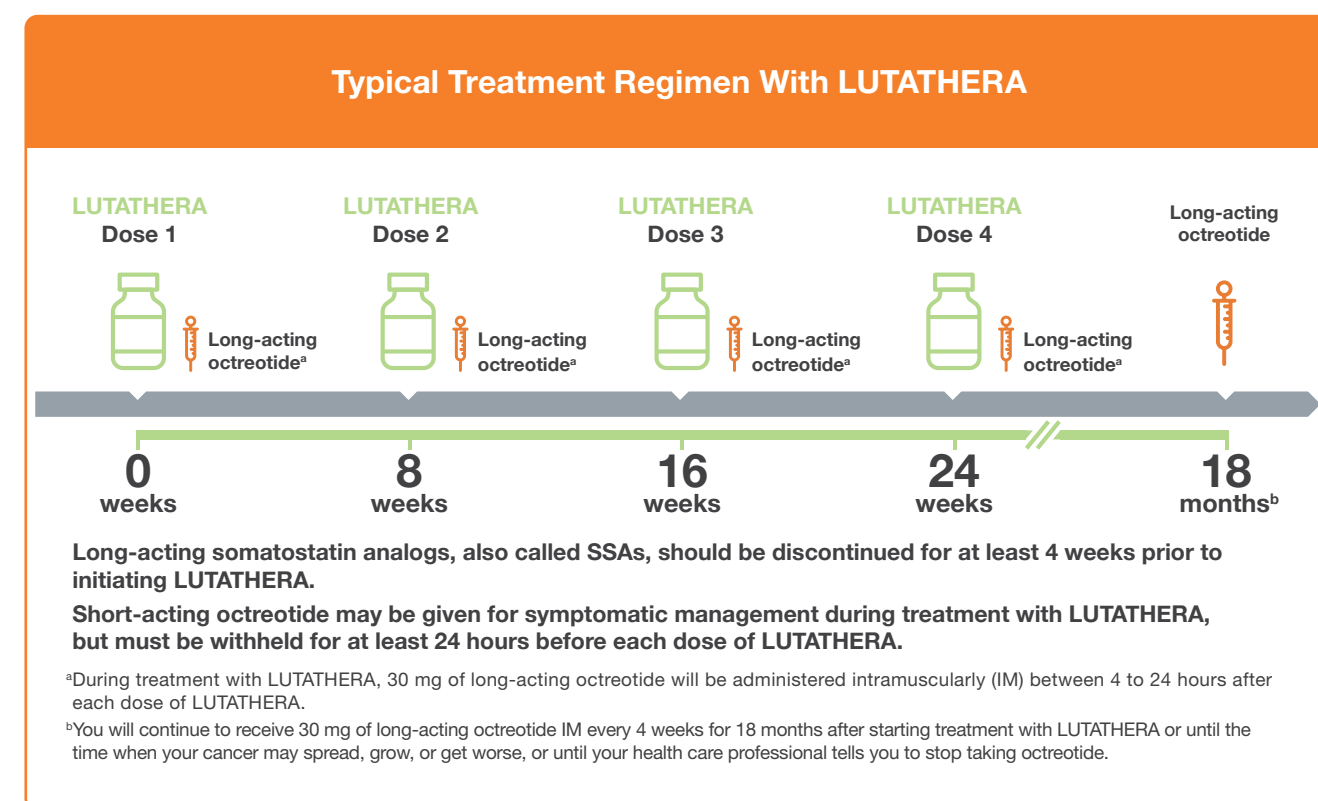 Typical Treatment Regimen With LUTATHERA
LUTATHERA
Dose 1
LUTATHERA
Dose 2
LUTATHERA
Dose 3
LUTATHERA
Dose 4
Long-acting
octreotide
Long-acting
octreotideᵃ
Long-acting
octreotideᵃ
Long-acting
octreotideᵃ
Long-acting
octreotideᵃ
0
weeks
8
weeks
16
weeks
24
weeks
18
monthsᵇ
Long-acting somatostatin analogs, also called SSAs, should be discontinued for at least 4 weeks prior to
initiating LUTATHERA.
Short-acting octreotide may be given for symptomatic management during treatment with LUTATHERA,
but must be withheld for at least 24 hours before each dose of LUTATHERA.
ᵃDuring treatment with LUTATHERA, 30 mg of long-acting octreotide will be administered intramuscularly (IM) between 4 to 24 hours after
each dose of LUTATHERA.
ᵇYou will continue to receive 30 mg of long-acting octreotide IM every 4 weeks for 18 months after starting treatment with LUTATHERA or until the
time when your cancer may spread, grow, or get worse, or until your health care professional tells you to stop taking octreotide.